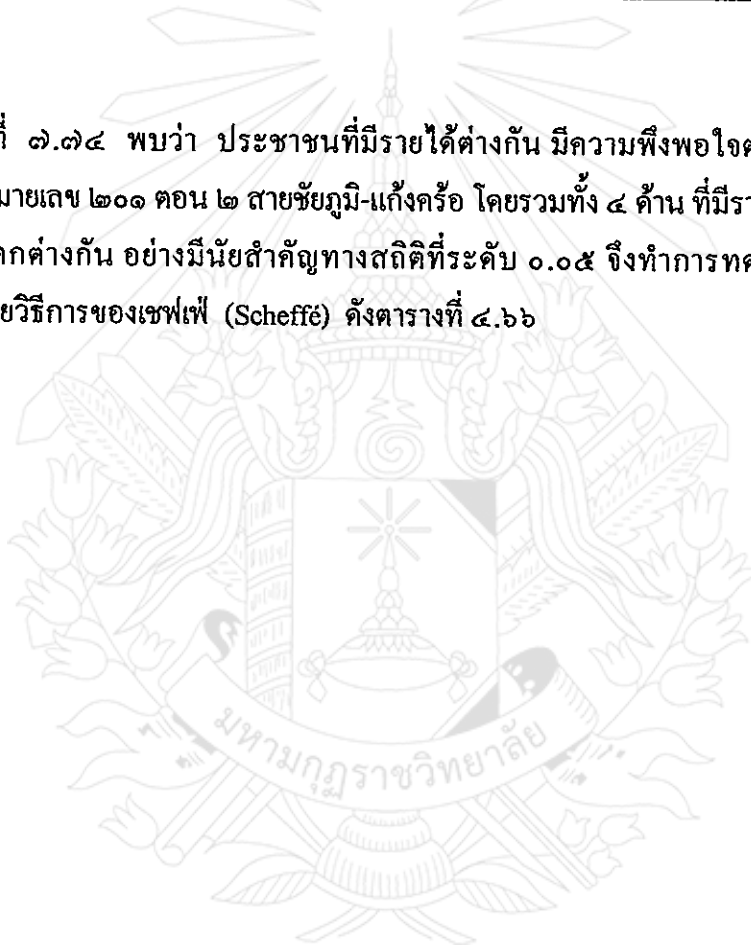 ที่ ๗.๗๔ พบว่า ประชาชนที่มีรายได้ต่างกัน มีความพึงพอใจต
มายเลข ๒๐๑ ตอน ๒ สายชัยภูมิ-แก้งคร้อ โดยรวมทั้ง ๔ ด้าน ที่มีรา
ตกต่างกัน อย่างมีนัยสำคัญทางสถิติที่ระดับ ๐.๐๕ จึงทำการทด
ยวิธีการของเชฟเฟ่ (Scheffé) ดังตารางที่ ๔.๖๖
มหามกุฏราชวิทยาลัย